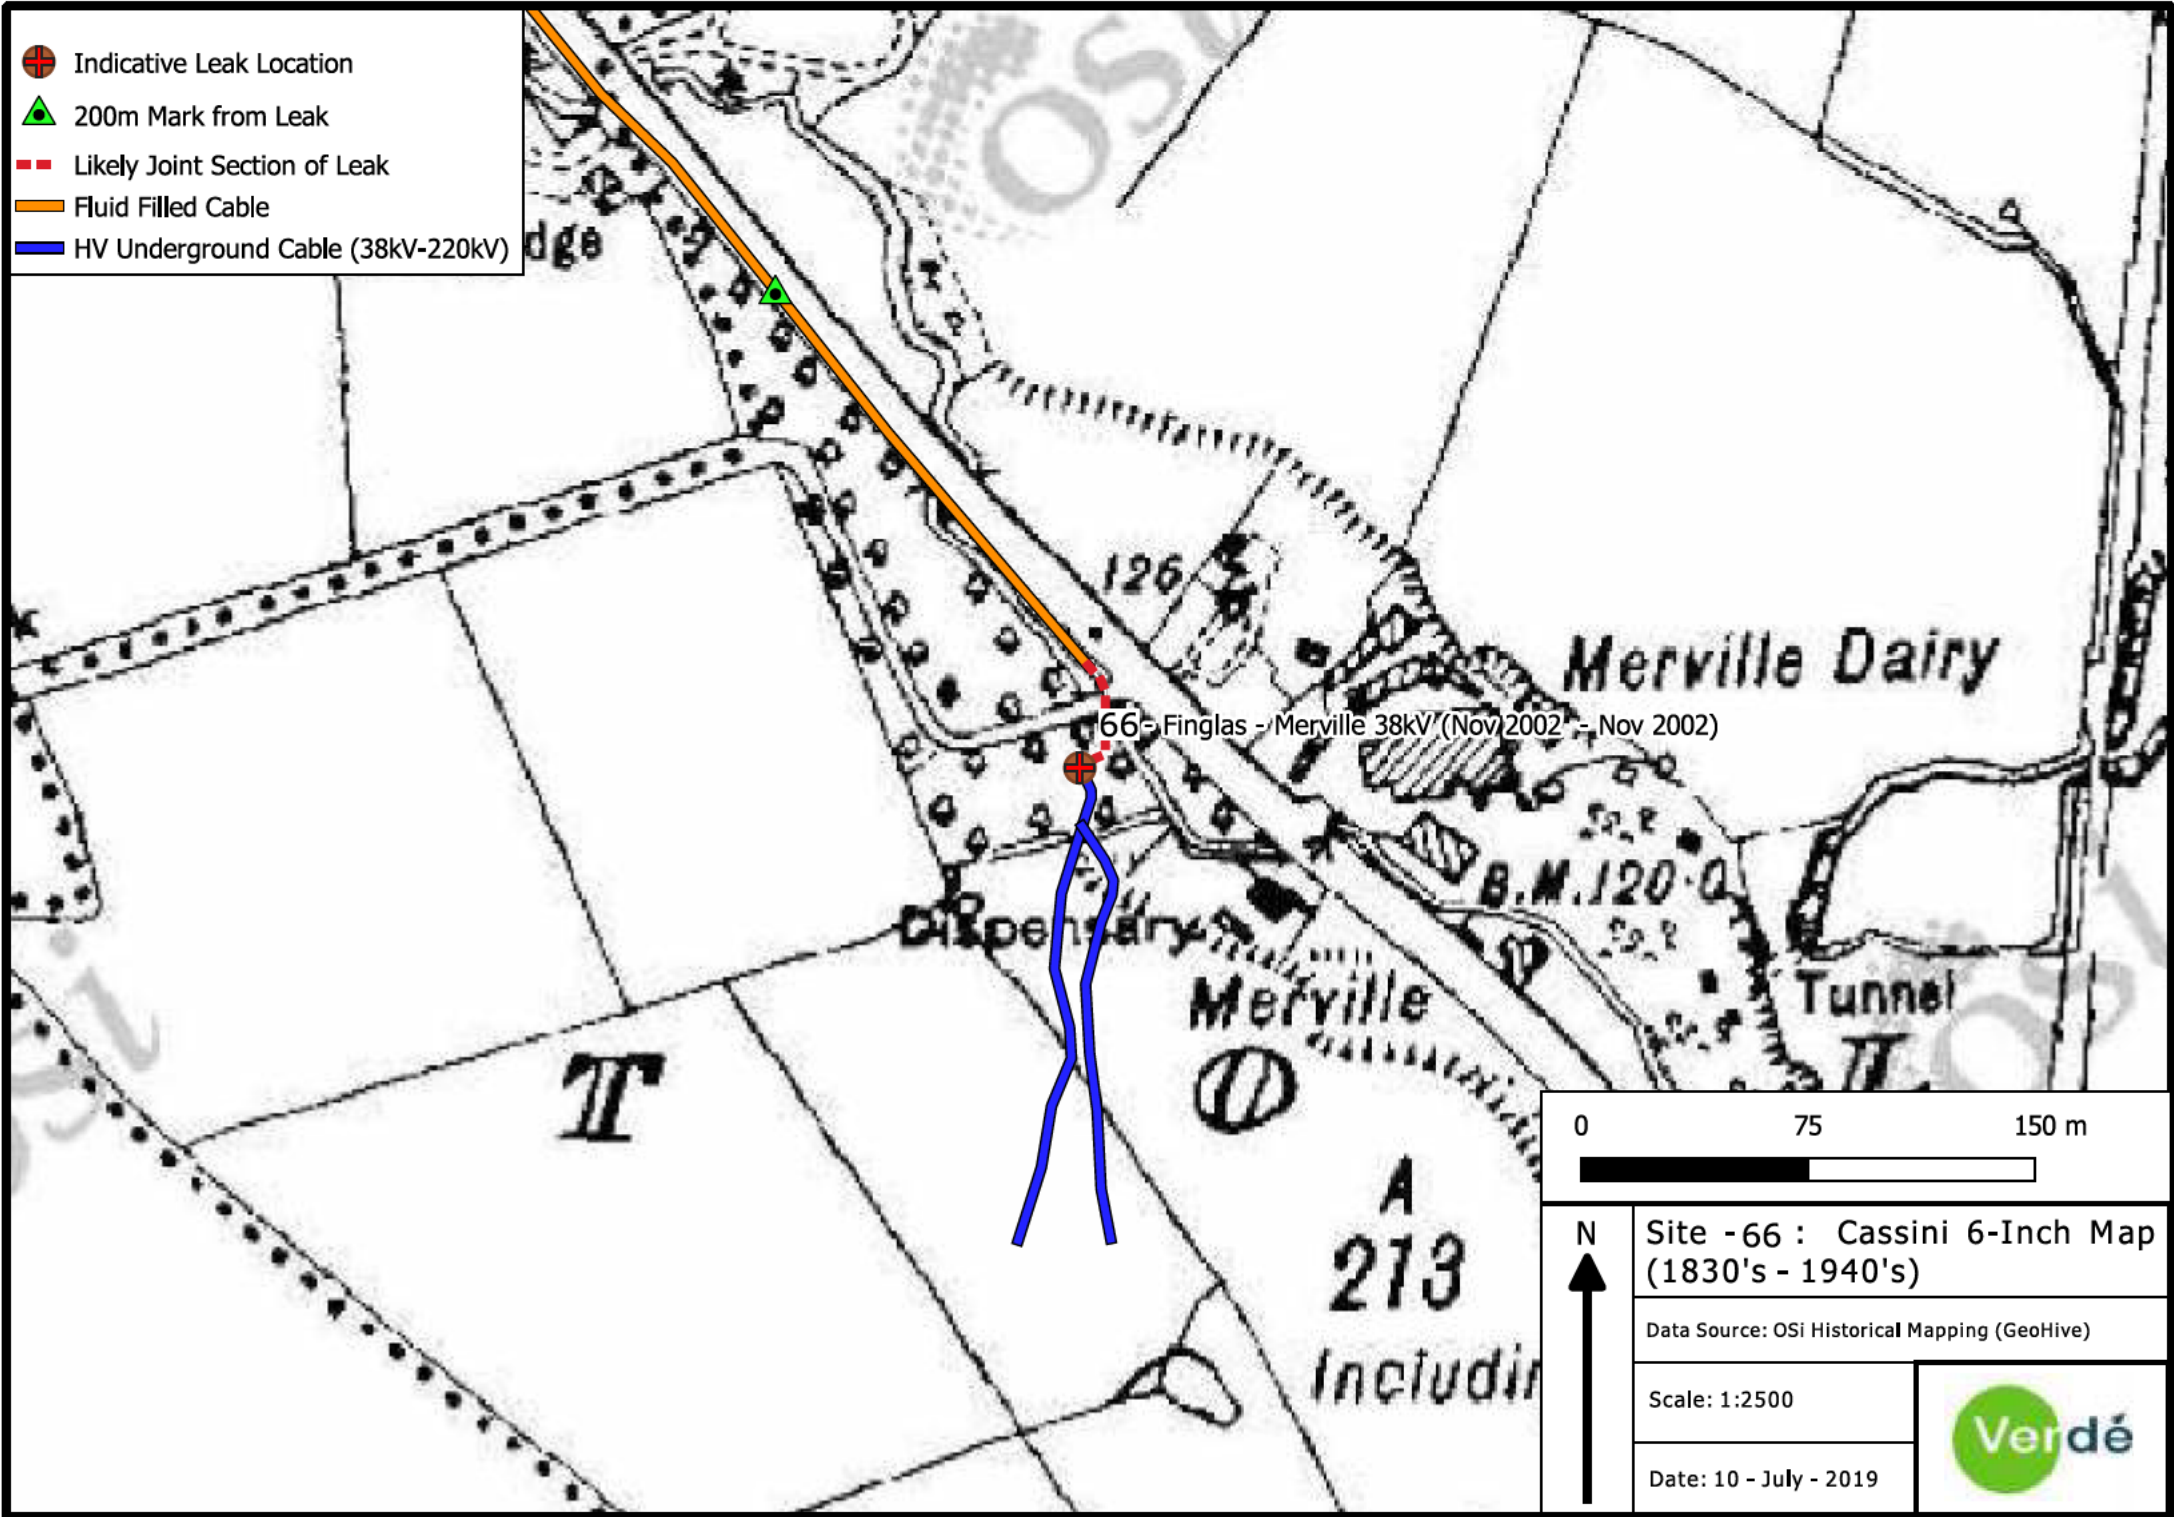 Indicative Leak Location
200m Mark from Leak
Likely Joint Section of Leak
Fluid Filled Cable
HV Underground Cable (38kV-220kV)
OSi
dge
126
Merville Dairy
66 - Finglas - Merville 38kV (Nov 2002 - Nov 2002)
B.M.120·0
Dispensary
Merville
Tunnel
T
O
A
213
Includin
0 75 150 m
N
Site - 66 : Cassini 6-Inch Map
(1830's - 1940's)
Data Source: OSi Historical Mapping (GeoHive)
Scale: 1:2500
Date: 10 - July - 2019
Verdé